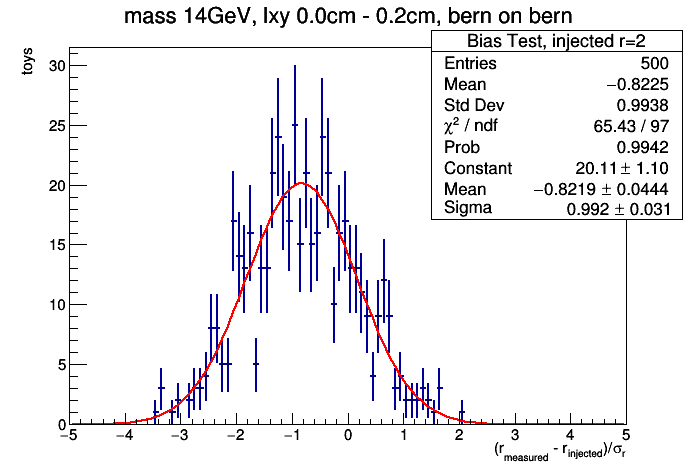 mass 14GeV, lxy 0.0cm - 0.2cm, bern on bern
toys
Bias Test, injected r=2
Entries 500
Mean −0.8225
Std Dev 0.9938
χ² / ndf 65.43 / 97
Prob 0.9942
Constant 20.11 ± 1.10
Mean −0.8219 ± 0.0444
Sigma 0.992 ± 0.031
30
25
20
15
10
5
0
−5 −4 −3 −2 −1 0 1 2 3 4 5
(r_measured - r_injected)/σ_r